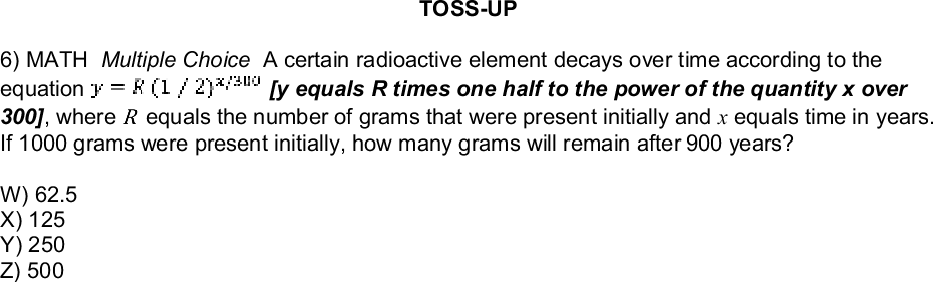 TOSS-UP
6) MATH Multiple Choice A certain radioactive element decays over time according to the
equation y = R (1 / 2)^x/300 [y equals R times one half to the power of the quantity x over
300], where R equals the number of grams that were present initially and x equals time in years.
If 1000 grams were present initially, how many grams will remain after 900 years?
W) 62.5
X) 125
Y) 250
Z) 500